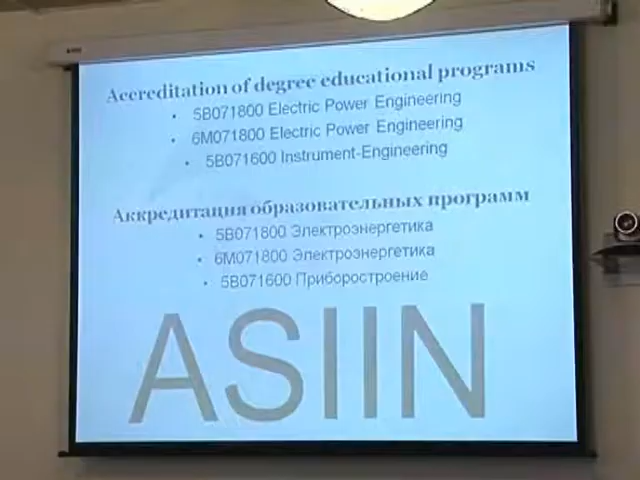 Accreditation of degree educational programs
• 5B071800 Electric Power Engineering
• 6M071800 Electric Power Engineering
• 5B071600 Instrument-Engineering
Аккредитация образовательных программ
• 5B071800 Электроэнергетика
• 6M071800 Электроэнергетика
• 5B071600 Приборостроение
ASIIN